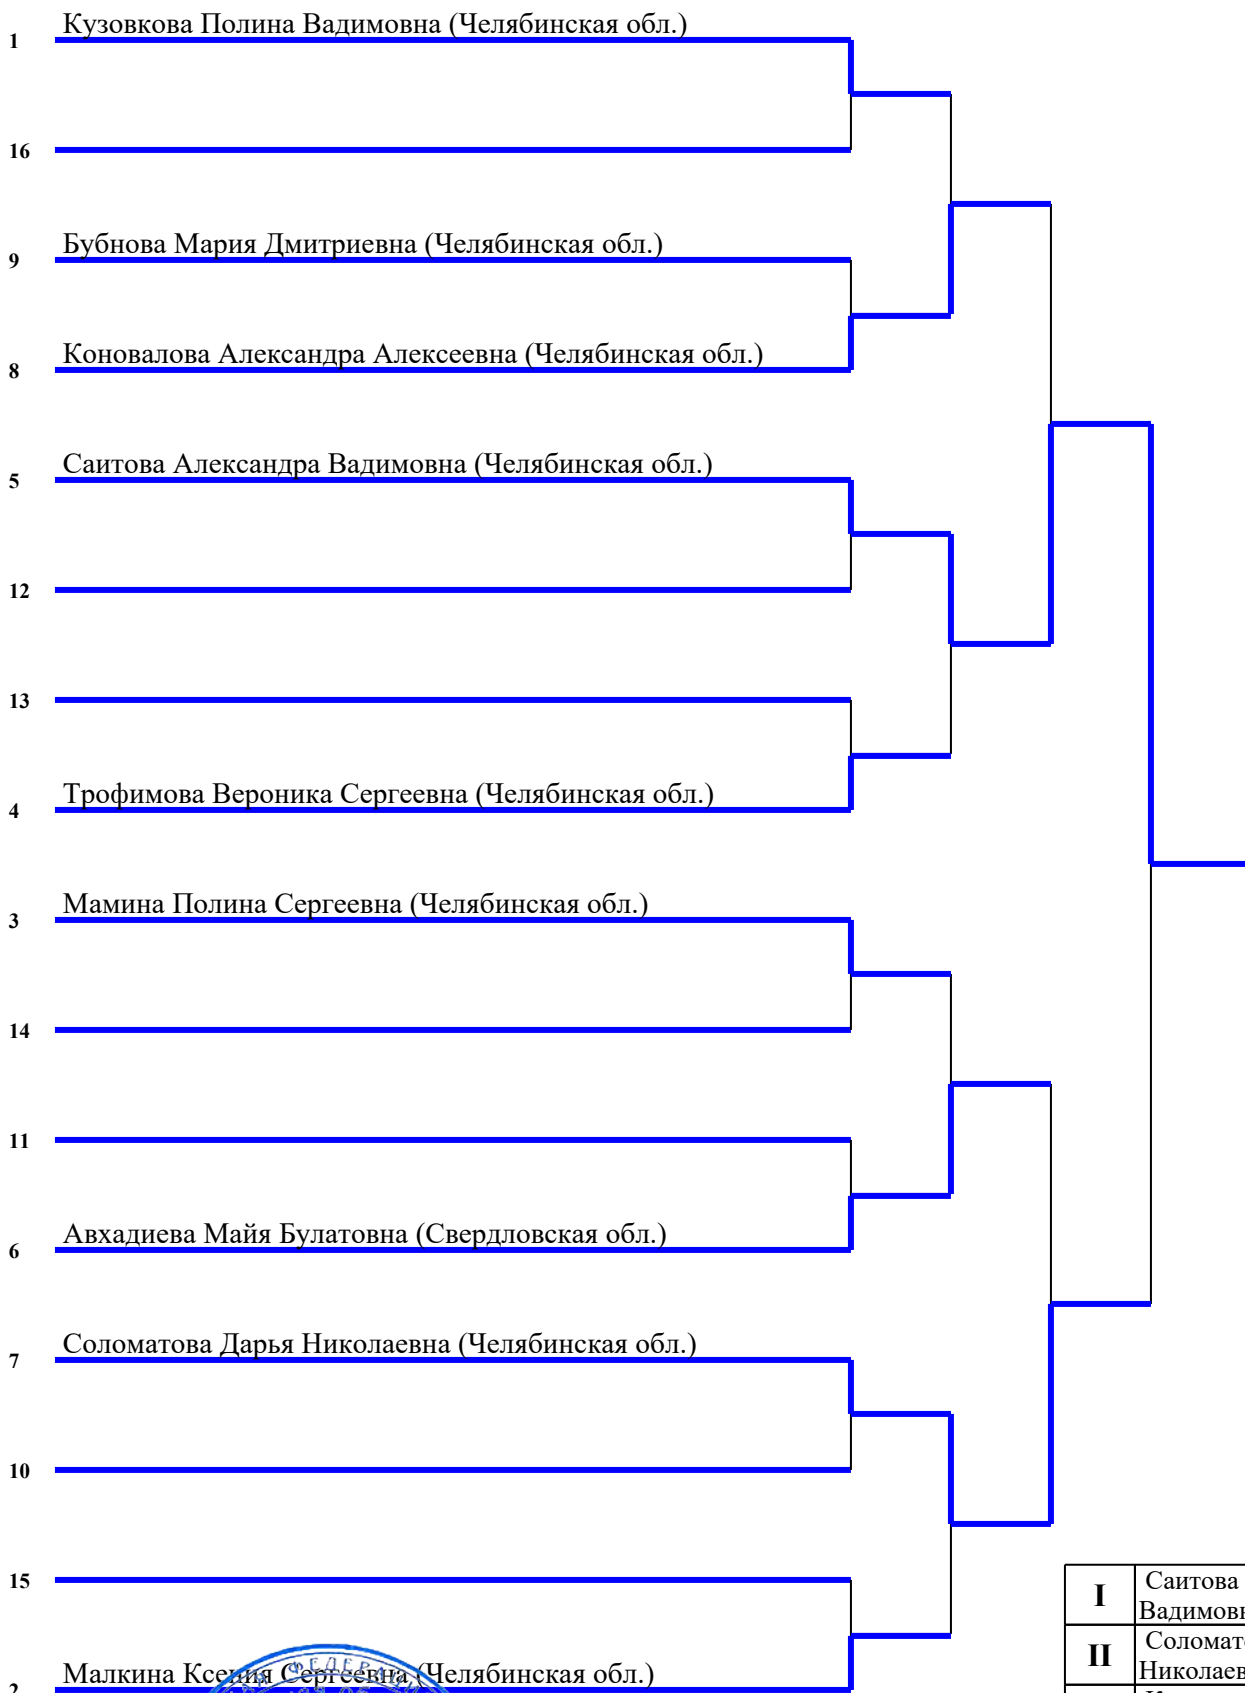 1 Кузовкова Полина Вадимовна (Челябинская обл.)
16
9 Бубнова Мария Дмитриевна (Челябинская обл.)
8 Коновалова Александра Алексеевна (Челябинская обл.)
5 Саитова Александра Вадимовна (Челябинская обл.)
12
13
4 Трофимова Вероника Сергеевна (Челябинская обл.)
3 Мамина Полина Сергеевна (Челябинская обл.)
14
11
6 Авхадиева Майя Булатовна (Свердловская обл.)
7 Соломатова Дарья Николаевна (Челябинская обл.)
10
15
2 Малкина Ксения Сергеевна (Челябинская обл.)
I Саитова
Вадимовн
II Соломато
Николаев